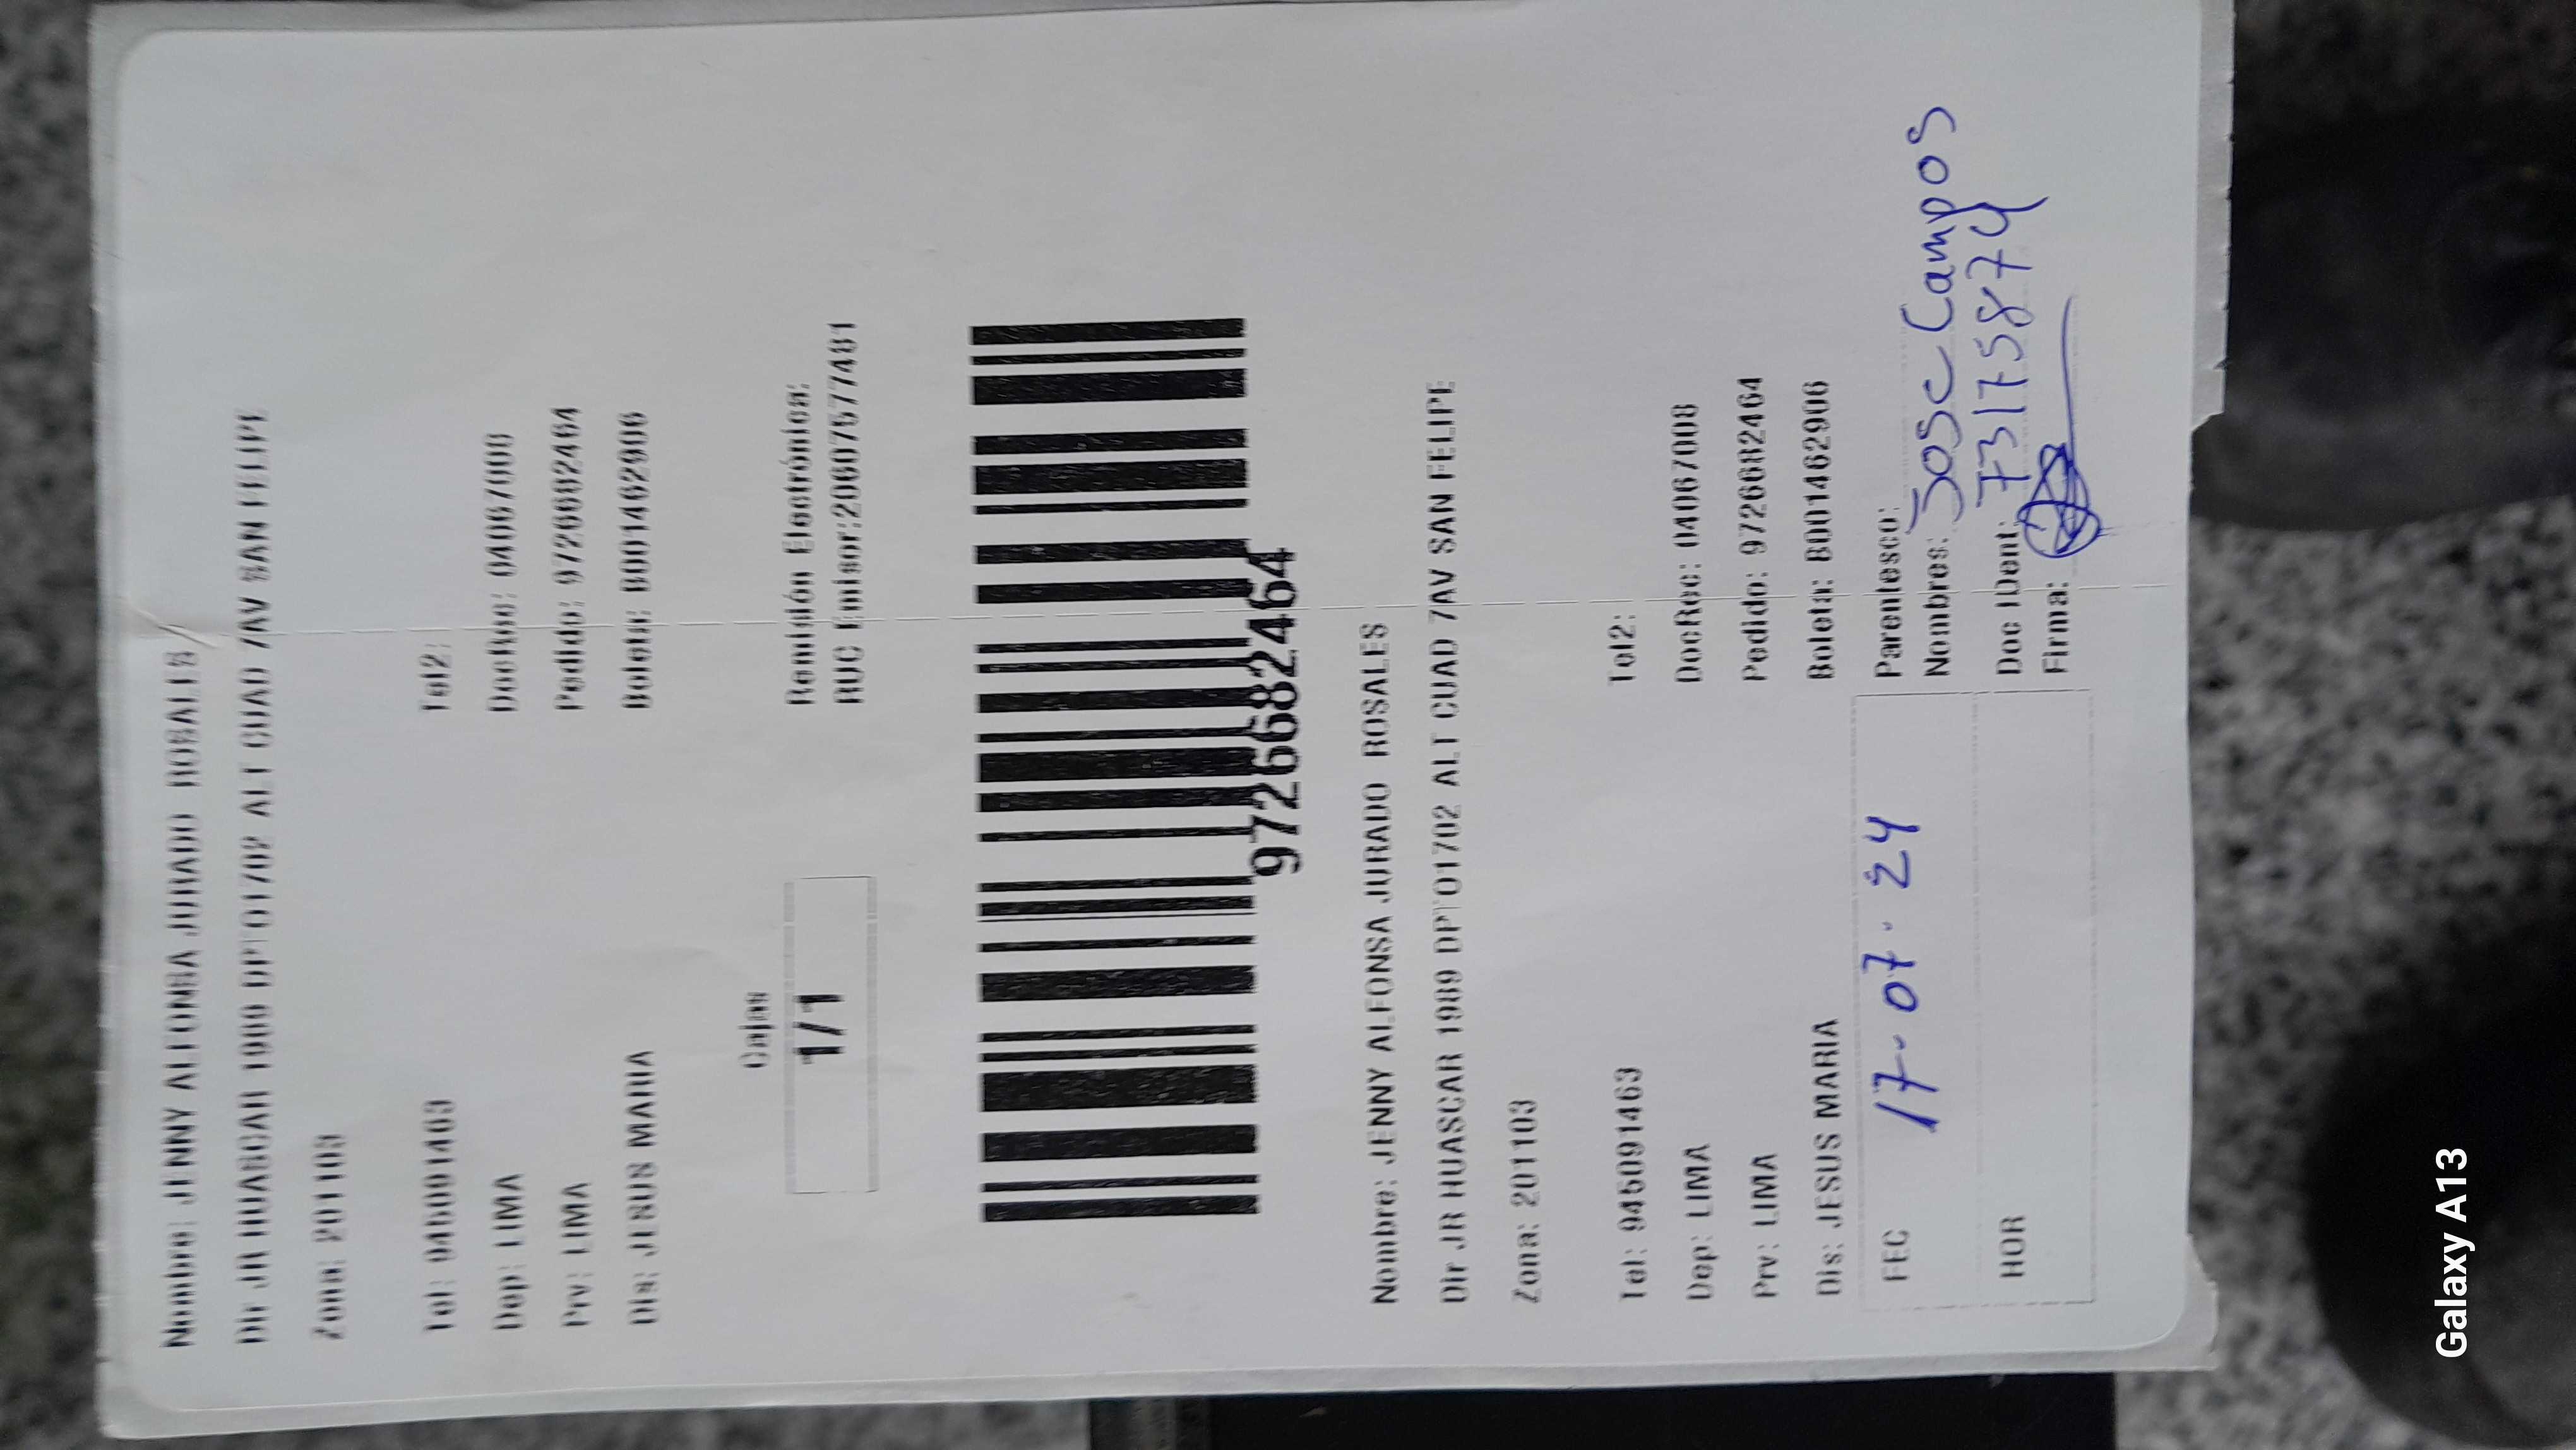 Nombre: JENNY ALFONSA JURADO ROSALES
Dir JR HUASCAR 1989 DPTO1702 ALT CUAD 7AV SAN FELIPE
Zona: 201103
Tel: 945091463 Tel2:
Dep: LIMA DocRec: 04067008
Prv: LIMA Pedido: 9726682464
Dis: JESUS MARIA Boleta: B001462906
Cajas Remisión Electrónica:
1/1 RUC Emisor:20607577481
9726682464
Nombre: JENNY ALFONSA JURADO ROSALES
Dir JR HUASCAR 1989 DPTO1702 ALT CUAD 7AV SAN FELIPE
Zona: 201103
Tel: 945091463 Tel2:
Dep: LIMA DocRec: 04067008
Prv: LIMA Pedido: 9726682464
Dis: JESUS MARIA Boleta: B001462906
FEC 17-07-24 Parentesco:
Nombres: Jose Campos
HOR Doc IDent: 73175874
Firma:
Galaxy A13